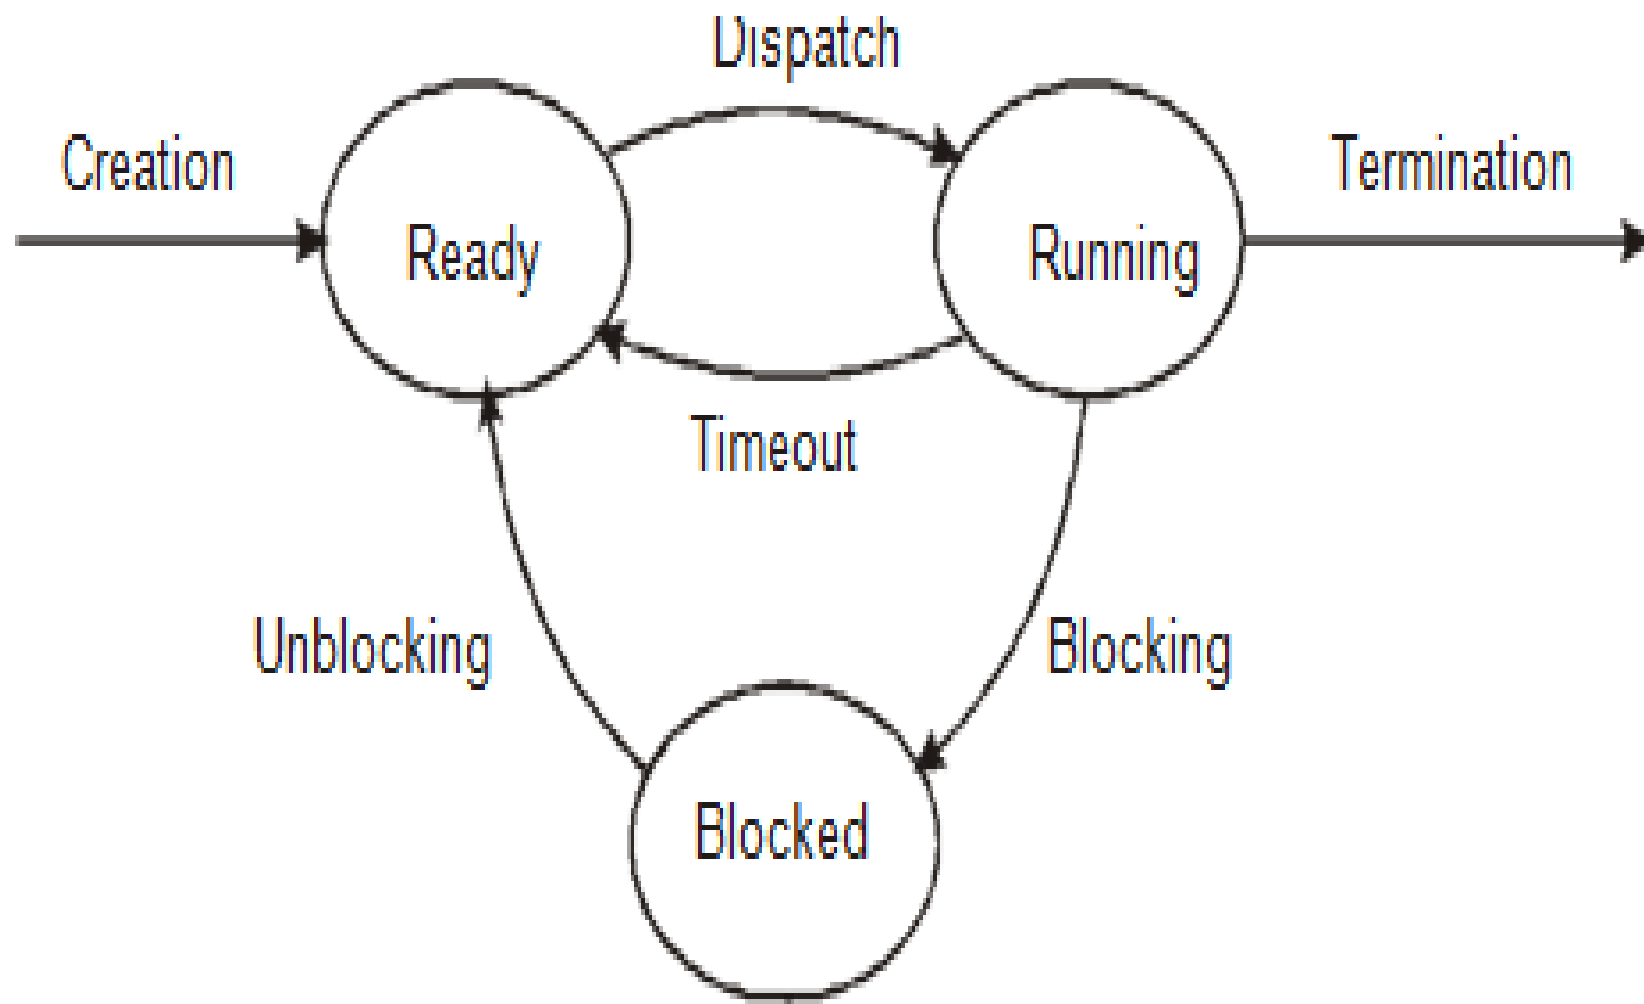 Dispatch
Creation
Termination
Ready
Running
Timeout
Unblocking
Blocking
Blocked